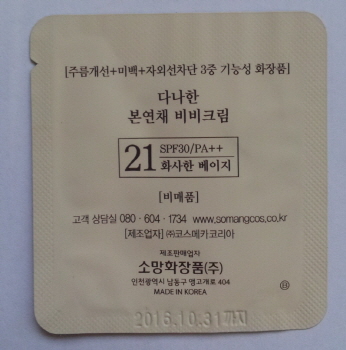 [주름개선+미백+자외선차단 3중 기능성 화장품]
다나한
본연채 비비크림
21 SPF30/PA++
화사한 베이지
[비매품]
고객 상담실 080 · 604 · 1734 www.somangcos.co.kr
[제조업자] ㈜코스메카코리아
제조판매업자
소망화장품(주)
인천광역시 남동구 앵고개로 404
MADE IN KOREA
B
2016.10.31까지